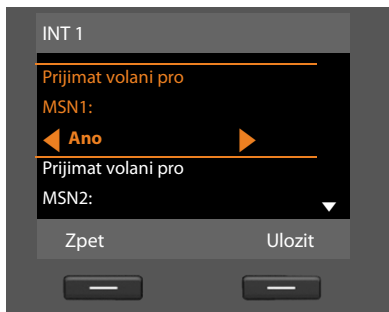 INT 1
Prijimat volani pro
MSN1:
Ano
Prijimat volani pro
MSN2:
Zpet Ulozit